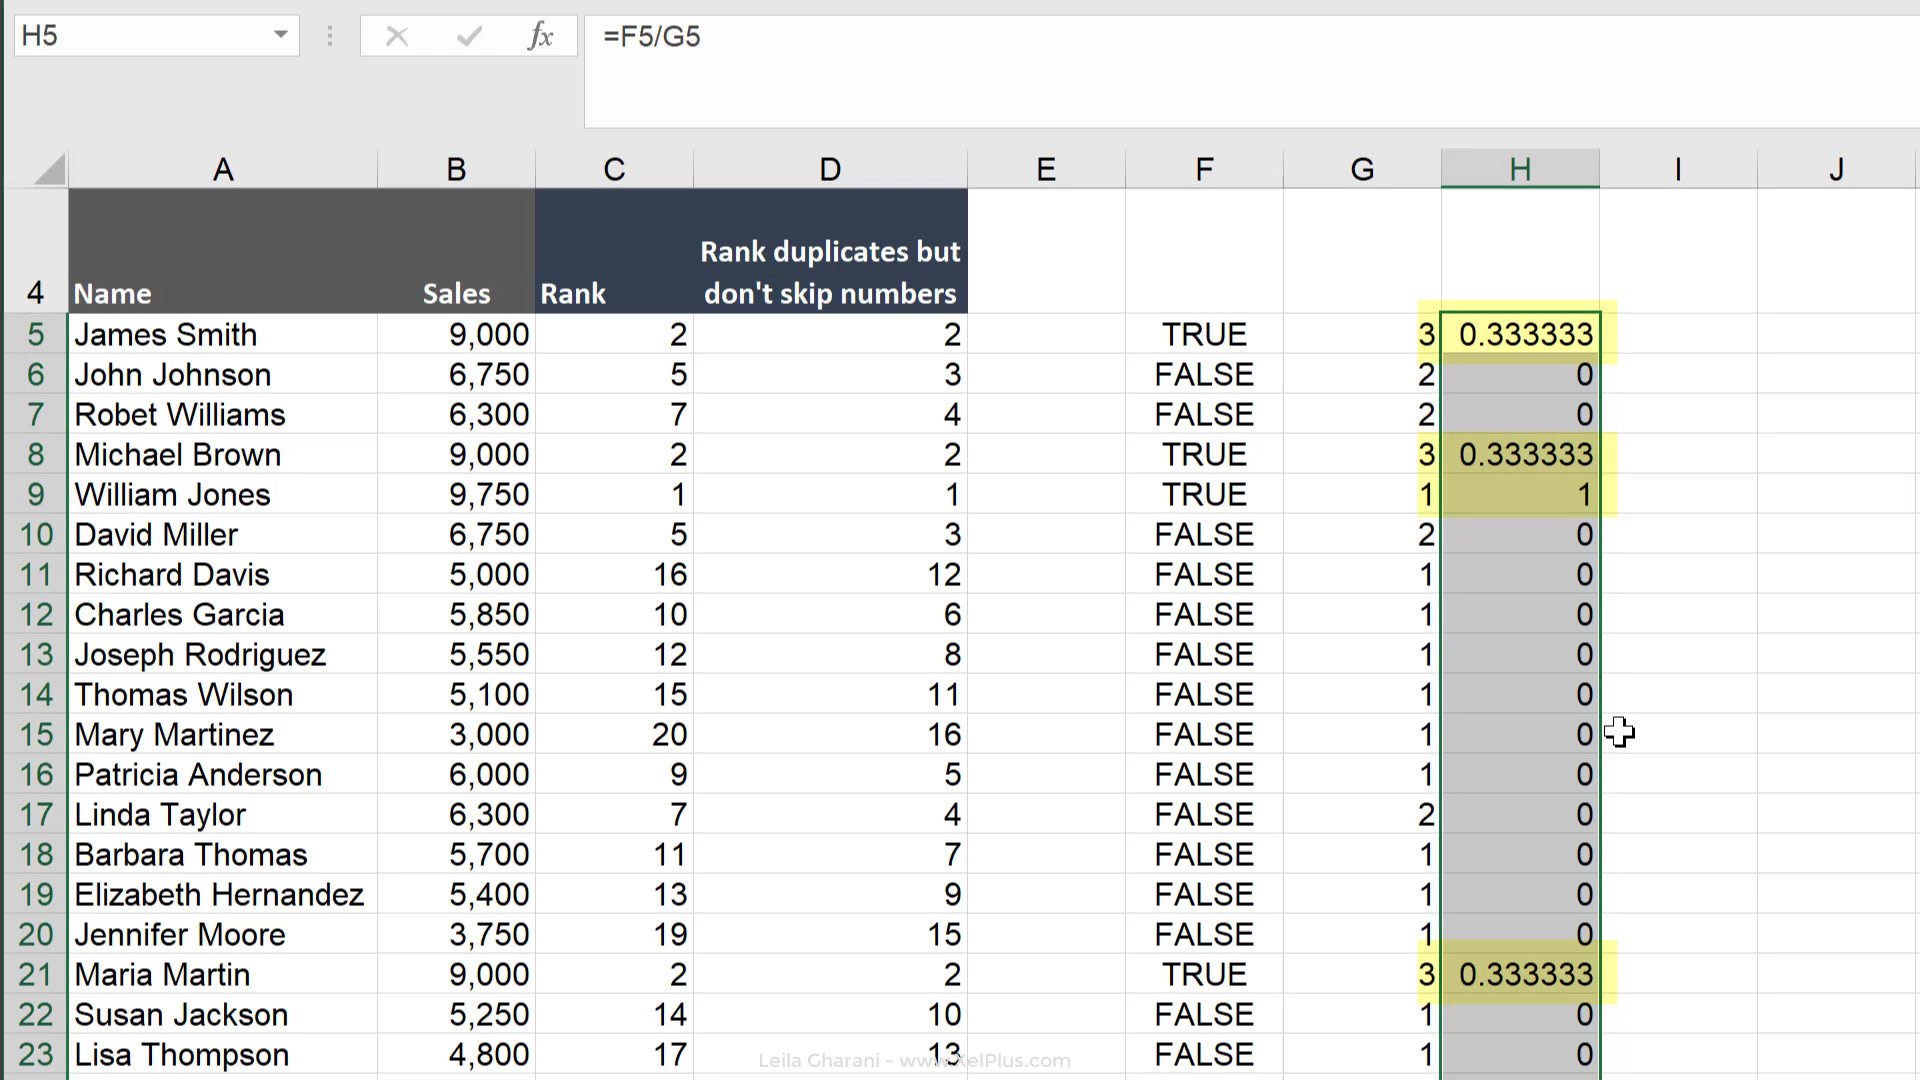 H5 fx =F5/G5
A B C D E F G H I J
Rank duplicates but
4 Name Sales Rank don't skip numbers
5 James Smith 9,000 2 2 TRUE 3 0.333333
6 John Johnson 6,750 5 3 FALSE 2 0
7 Robet Williams 6,300 7 4 FALSE 2 0
8 Michael Brown 9,000 2 2 TRUE 3 0.333333
9 William Jones 9,750 1 1 TRUE 1 1
10 David Miller 6,750 5 3 FALSE 2 0
11 Richard Davis 5,000 16 12 FALSE 1 0
12 Charles Garcia 5,850 10 6 FALSE 1 0
13 Joseph Rodriguez 5,550 12 8 FALSE 1 0
14 Thomas Wilson 5,100 15 11 FALSE 1 0
15 Mary Martinez 3,000 20 16 FALSE 1 0
16 Patricia Anderson 6,000 9 5 FALSE 1 0
17 Linda Taylor 6,300 7 4 FALSE 2 0
18 Barbara Thomas 5,700 11 7 FALSE 1 0
19 Elizabeth Hernandez 5,400 13 9 FALSE 1 0
20 Jennifer Moore 3,750 19 15 FALSE 1 0
21 Maria Martin 9,000 2 2 TRUE 3 0.333333
22 Susan Jackson 5,250 14 10 FALSE 1 0
23 Lisa Thompson 4,800 17 13 FALSE 1 0
Leila Gharani - www.XelPlus.com